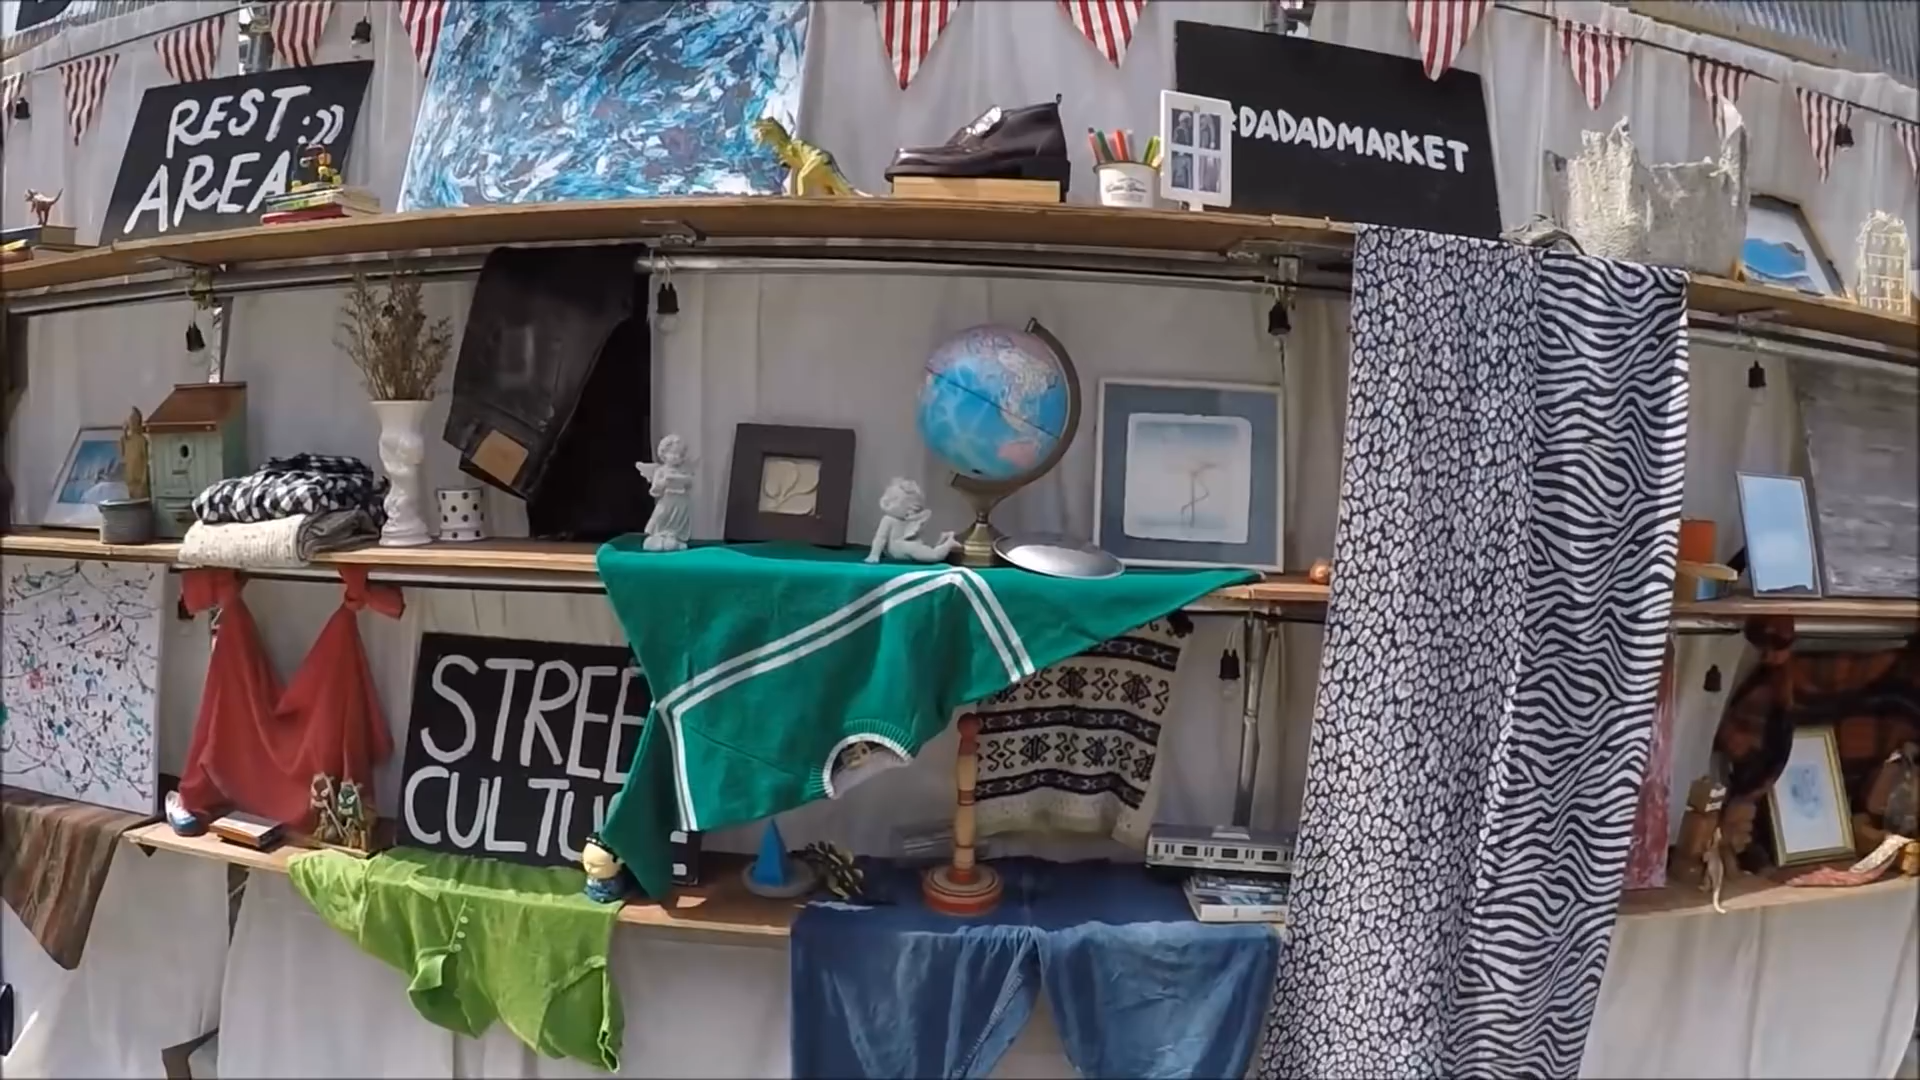 REST :))
AREA
#DADADMARKET
STREE
CULTU E